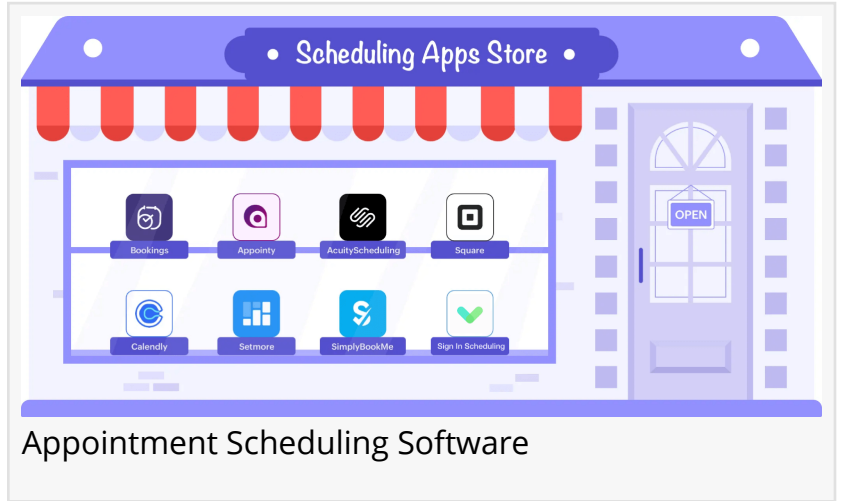 Scheduling Apps Store
OPEN
Bookings
Appointy
AcuityScheduling
Square
Calendly
Setmore
SimplyBookMe
Sign In Scheduling
Appointment Scheduling Software